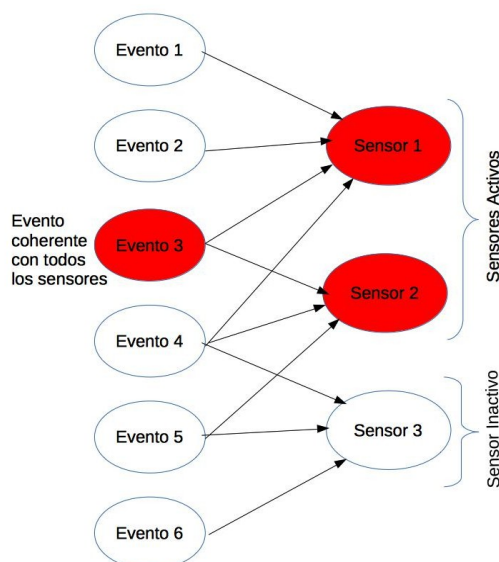 Evento 1
Evento 2
Sensor 1
Evento
coherente
con todos
los sensores
Evento 3
Sensor 2
Evento 4
Evento 5
Sensor 3
Evento 6
Sensores Activos
Sensor Inactivo